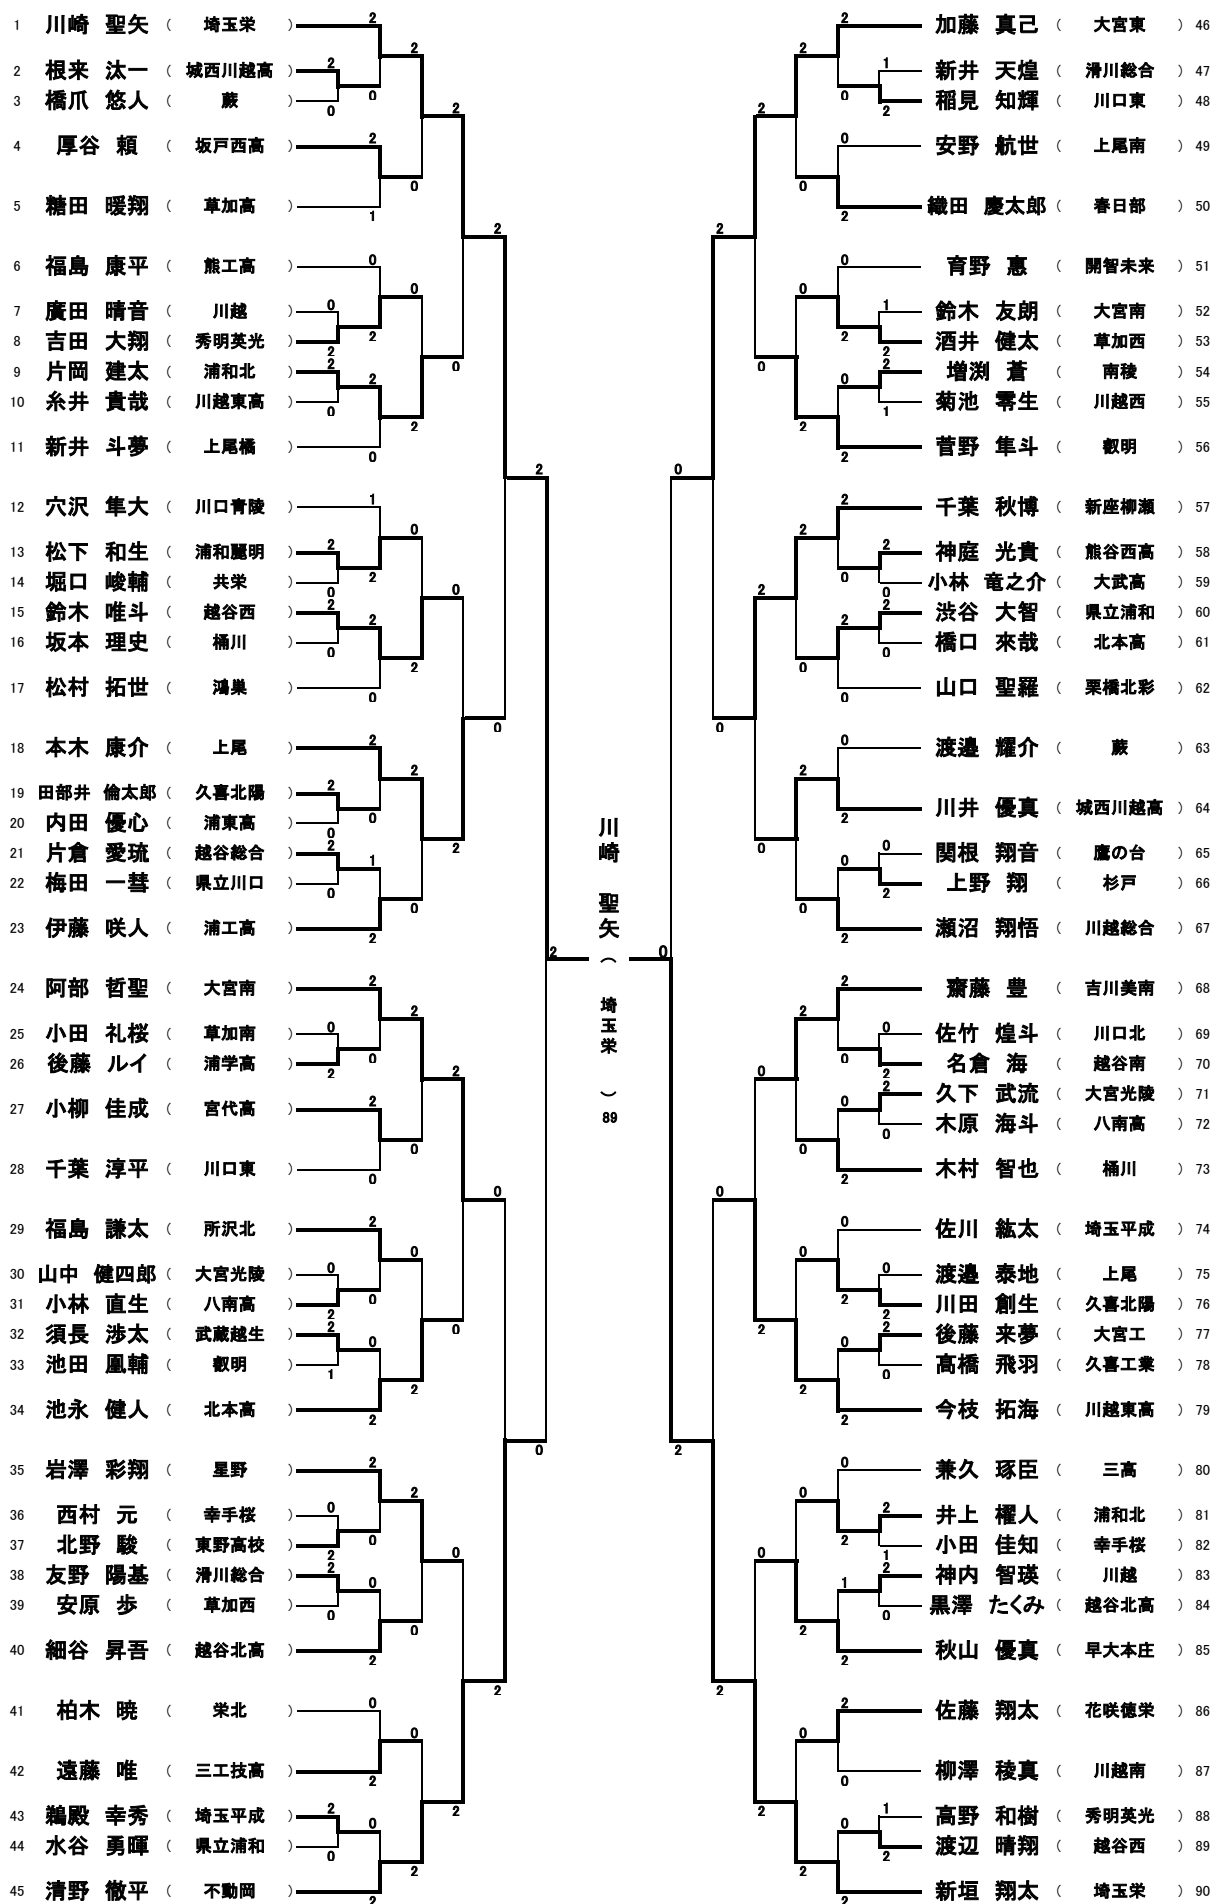 1 川崎 聖矢 （ 埼玉栄 ）
2 根来 汰一 （ 城西川越高 ）
3 橋爪 悠人 （ 蕨 ）
4 厚谷 頼 （ 坂戸西高 ）
5 糖田 暖翔 （ 草加高 ）
6 福島 康平 （ 熊工高 ）
7 廣田 晴音 （ 川越 ）
8 吉田 大翔 （ 秀明英光 ）
9 片岡 建太 （ 浦和北 ）
10 糸井 貴哉 （ 川越東高 ）
11 新井 斗夢 （ 上尾橘 ）
12 穴沢 隼大 （ 川口青陵 ）
13 松下 和生 （ 浦和麗明 ）
14 堀口 峻輔 （ 共栄 ）
15 鈴木 唯斗 （ 越谷西 ）
16 坂本 理史 （ 桶川 ）
17 松村 拓世 （ 鴻巣 ）
18 本木 康介 （ 上尾 ）
19 田部井 倫太郎 （ 久喜北陽 ）
20 内田 優心 （ 浦東高 ）
21 片倉 愛琉 （ 越谷総合 ）
22 梅田 一彗 （ 県立川口 ）
23 伊藤 咲人 （ 浦工高 ）
24 阿部 哲聖 （ 大宮南 ）
25 小田 礼桜 （ 草加南 ）
26 後藤 ルイ （ 浦学高 ）
27 小柳 佳成 （ 宮代高 ）
28 千葉 淳平 （ 川口東 ）
29 福島 謙太 （ 所沢北 ）
30 山中 健四郎 （ 大宮光陵 ）
31 小林 直生 （ 八南高 ）
32 須長 渉太 （ 武蔵越生 ）
33 池田 凰輔 （ 叡明 ）
34 池永 健人 （ 北本高 ）
35 岩澤 彩翔 （ 星野 ）
36 西村 元 （ 幸手桜 ）
37 北野 駿 （ 東野高校 ）
38 友野 陽基 （ 滑川総合 ）
39 安原 歩 （ 草加西 ）
40 細谷 昇吾 （ 越谷北高 ）
41 柏木 暁 （ 栄北 ）
42 遠藤 唯 （ 三工技高 ）
43 鵜殿 幸秀 （ 埼玉平成 ）
44 水谷 勇暉 （ 県立浦和 ）
45 清野 徹平 （ 不動岡 ）
川崎 聖矢 （ 埼玉栄 ） 89
加藤 真己 （ 大宮東 ） 46
新井 天煌 （ 滑川総合 ） 47
稲見 知輝 （ 川口東 ） 48
安野 航世 （ 上尾南 ） 49
織田 慶太郎 （ 春日部 ） 50
育野 恵 （ 開智未来 ） 51
鈴木 友朗 （ 大宮南 ） 52
酒井 健太 （ 草加西 ） 53
増渕 蒼 （ 南稜 ） 54
菊池 零生 （ 川越西 ） 55
菅野 隼斗 （ 叡明 ） 56
千葉 秋博 （ 新座柳瀬 ） 57
神庭 光貴 （ 熊谷西高 ） 58
小林 竜之介 （ 大武高 ） 59
渋谷 大智 （ 県立浦和 ） 60
橋口 來哉 （ 北本高 ） 61
山口 聖羅 （ 栗橋北彩 ） 62
渡邉 耀介 （ 蕨 ） 63
川井 優真 （ 城西川越高 ） 64
関根 翔音 （ 鷹の台 ） 65
上野 翔 （ 杉戸 ） 66
瀬沼 翔悟 （ 川越総合 ） 67
齋藤 豊 （ 吉川美南 ） 68
佐竹 煌斗 （ 川口北 ） 69
名倉 海 （ 越谷南 ） 70
久下 武流 （ 大宮光陵 ） 71
木原 海斗 （ 八南高 ） 72
木村 智也 （ 桶川 ） 73
佐川 紘太 （ 埼玉平成 ） 74
渡邉 泰地 （ 上尾 ） 75
川田 創生 （ 久喜北陽 ） 76
後藤 来夢 （ 大宮工 ） 77
髙橋 飛羽 （ 久喜工業 ） 78
今枝 拓海 （ 川越東高 ） 79
兼久 琢臣 （ 三高 ） 80
井上 櫂人 （ 浦和北 ） 81
小田 佳知 （ 幸手桜 ） 82
神内 智瑛 （ 川越 ） 83
黒澤 たくみ （ 越谷北高 ） 84
秋山 優真 （ 早大本庄 ） 85
佐藤 翔太 （ 花咲徳栄 ） 86
柳澤 稜真 （ 川越南 ） 87
高野 和樹 （ 秀明英光 ） 88
渡辺 晴翔 （ 越谷西 ） 89
新垣 翔太 （ 埼玉栄 ） 90